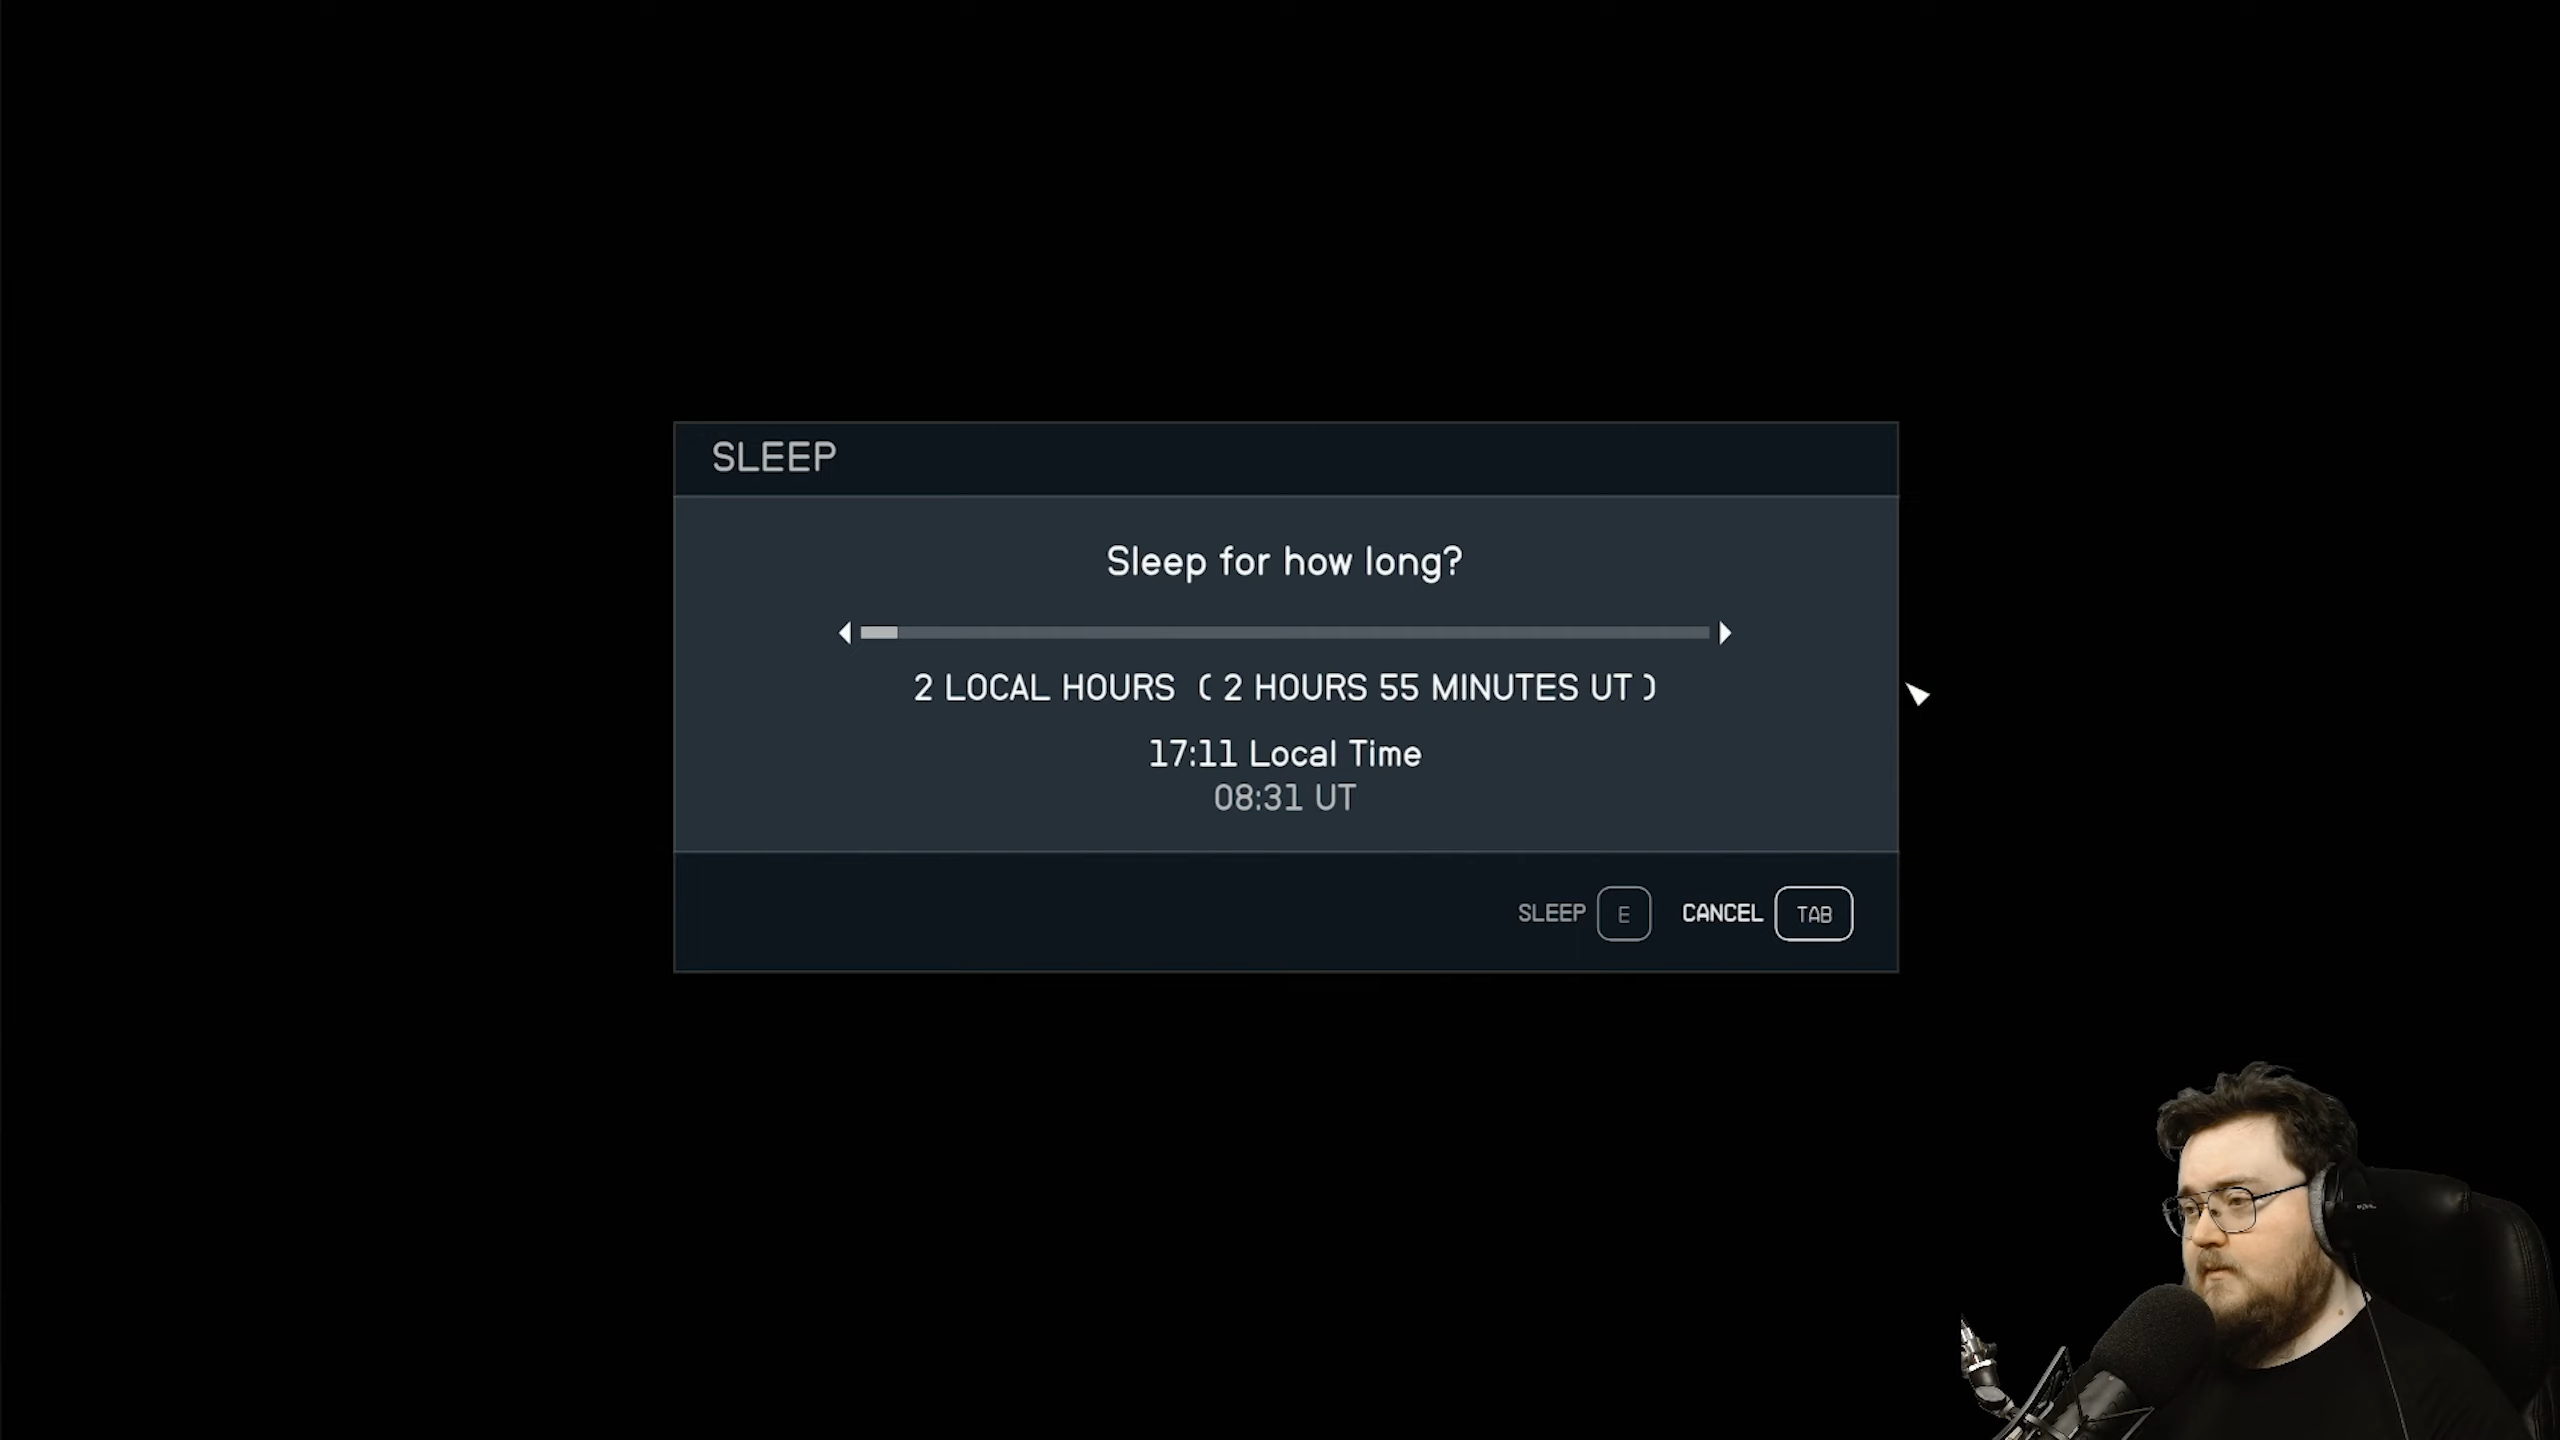 SLEEP
Sleep for how long?
2 LOCAL HOURS ( 2 HOURS 55 MINUTES UT )
17:11 Local Time
08:31 UT
SLEEP E CANCEL TAB